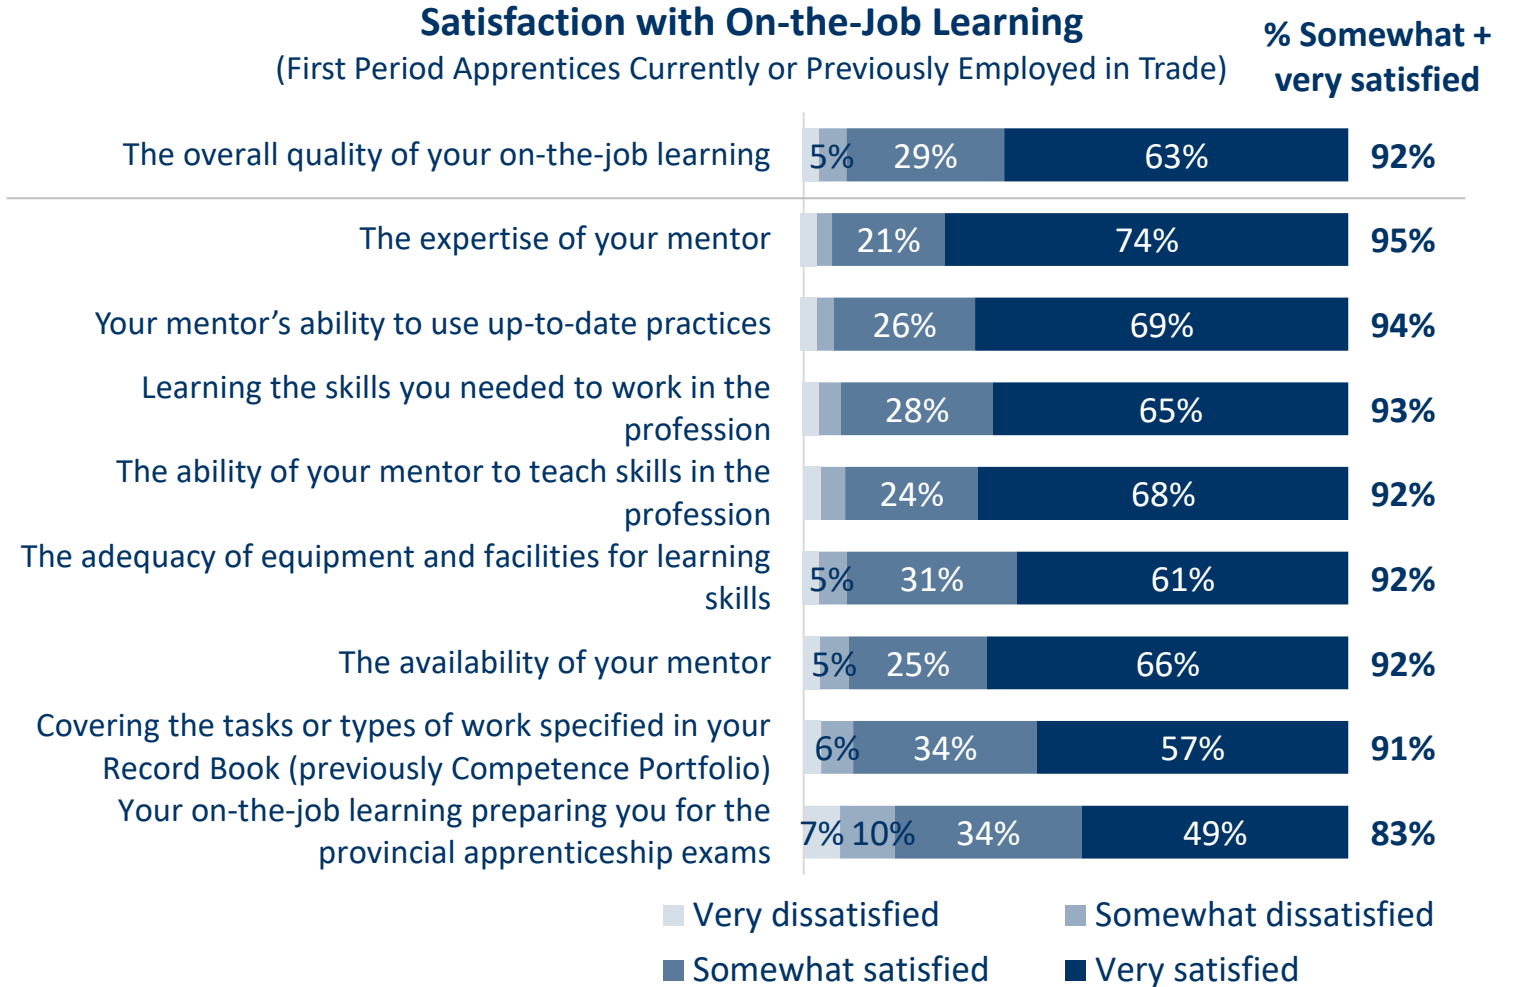 Satisfaction with On-the-Job Learning
(First Period Apprentices Currently or Previously Employed in Trade)
% Somewhat +
very satisfied
The overall quality of your on-the-job learning 5% 29% 63% 92%
The expertise of your mentor 21% 74% 95%
Your mentor’s ability to use up-to-date practices 26% 69% 94%
Learning the skills you needed to work in the
profession
28% 65% 93%
The ability of your mentor to teach skills in the
profession
24% 68% 92%
The adequacy of equipment and facilities for learning
skills
5% 31% 61% 92%
The availability of your mentor 5% 25% 66% 92%
Covering the tasks or types of work specified in your
Record Book (previously Competence Portfolio)
6% 34% 57% 91%
Your on-the-job learning preparing you for the
provincial apprenticeship exams
7% 10% 34% 49% 83%
Very dissatisfied Somewhat dissatisfied
Somewhat satisfied Very satisfied